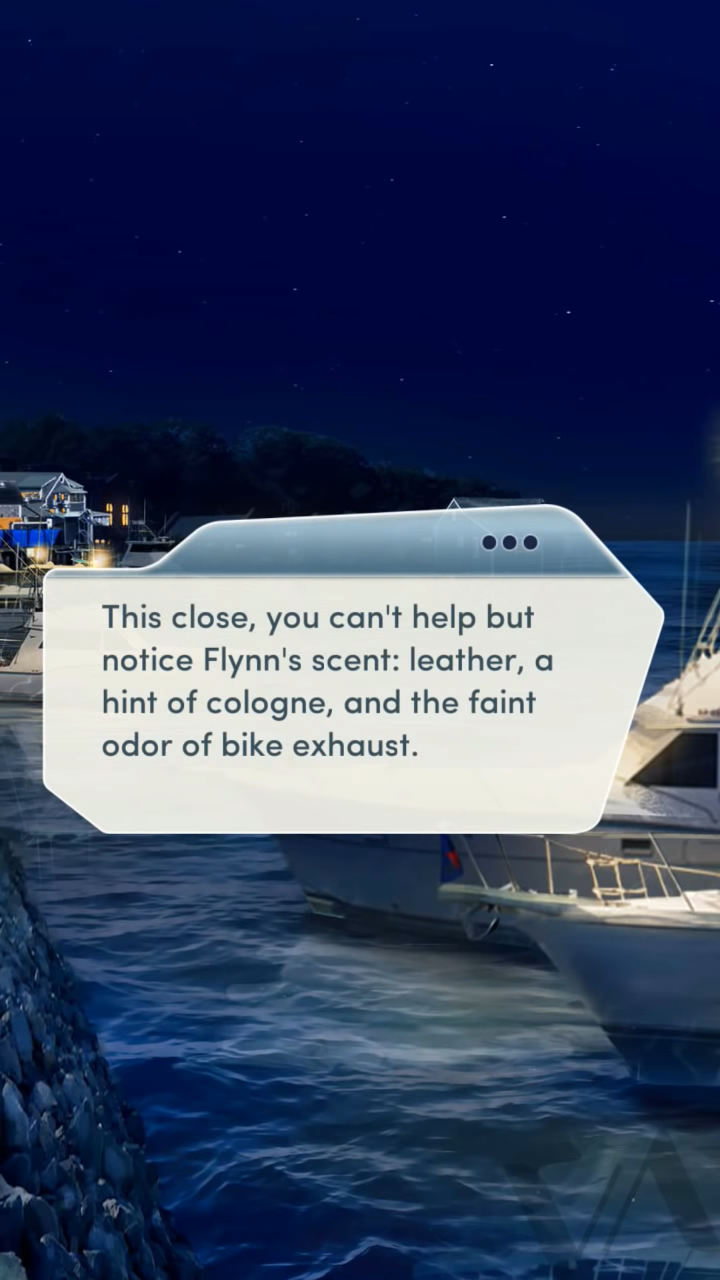 This close, you can't help but
notice Flynn's scent: leather, a
hint of cologne, and the faint
odor of bike exhaust.